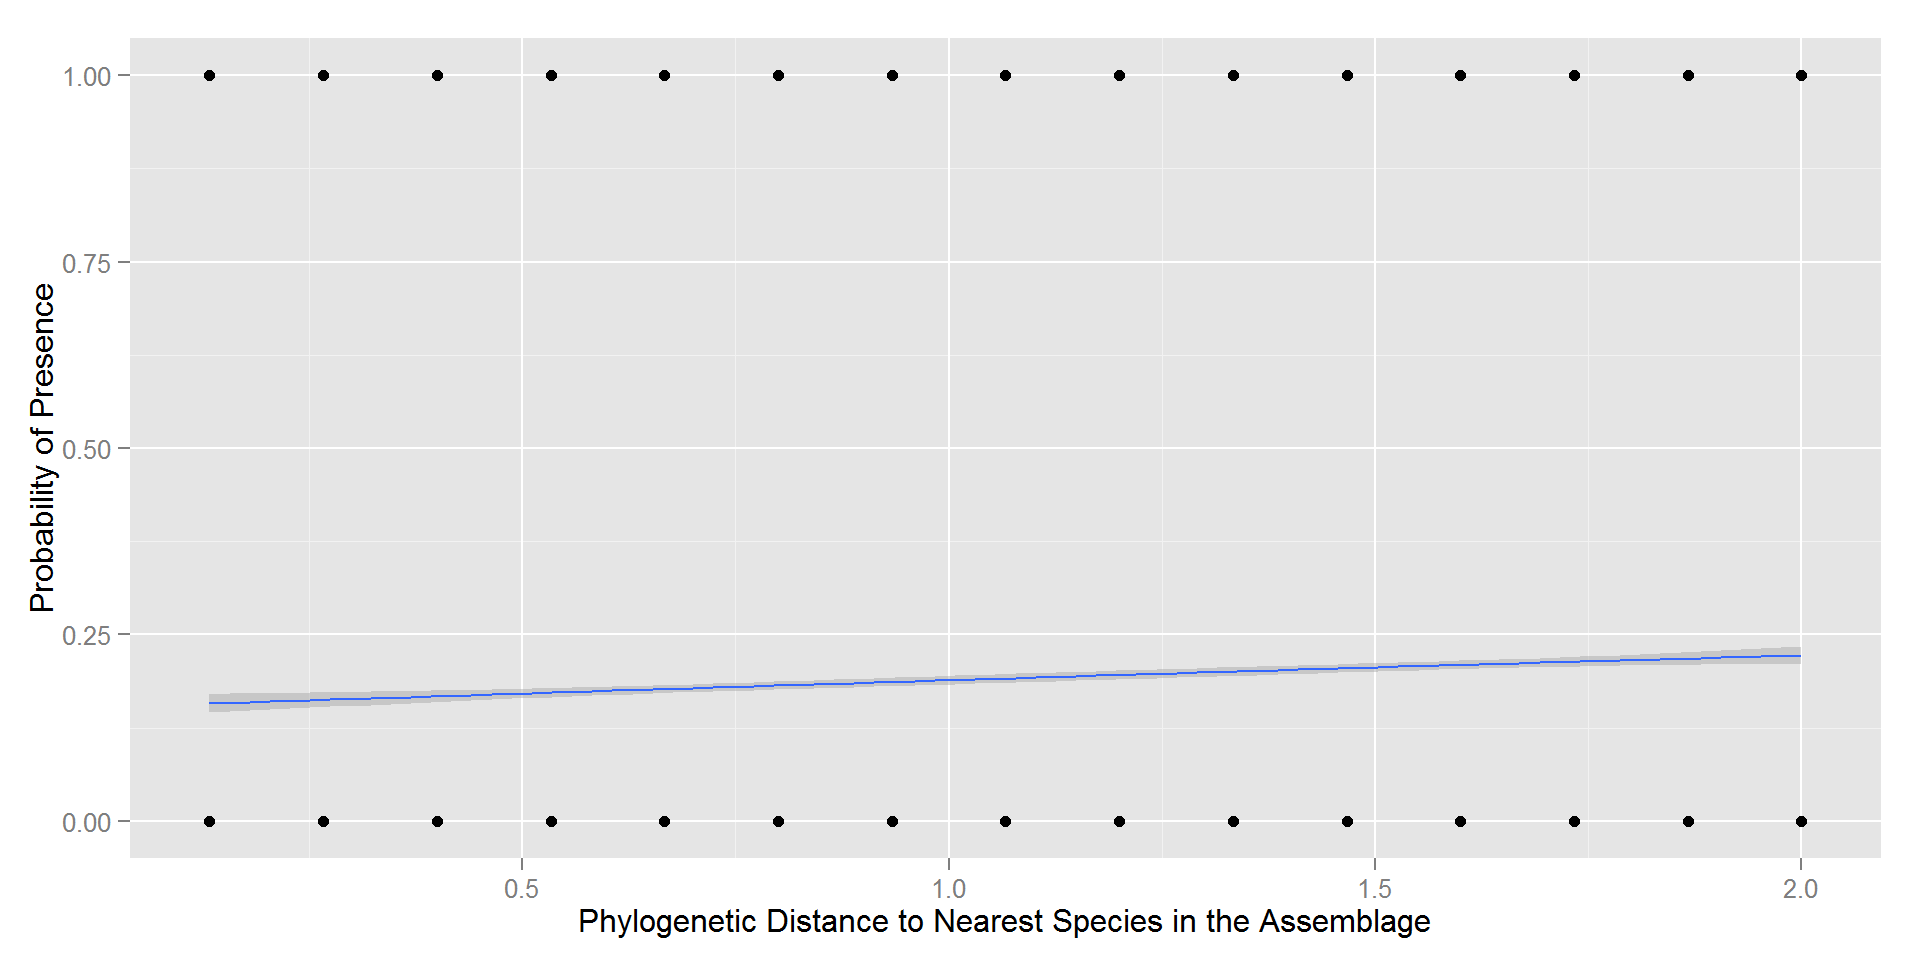 Probability of Presence
1.00
0.75
0.50
0.25
0.00
0.5 1.0 1.5 2.0
Phylogenetic Distance to Nearest Species in the Assemblage